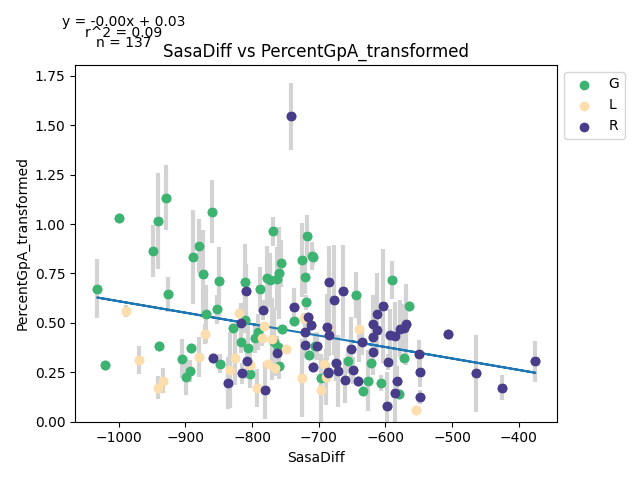 y = -0.00x + 0.03
r^2 = 0.09
n = 137
SasaDiff vs PercentGpA_transformed
1.75
1.50
1.25
1.00
0.75
0.50
0.25
0.00
PercentGpA_transformed
G
L
R
−1000 −900 −800 −700 −600 −500 −400
SasaDiff